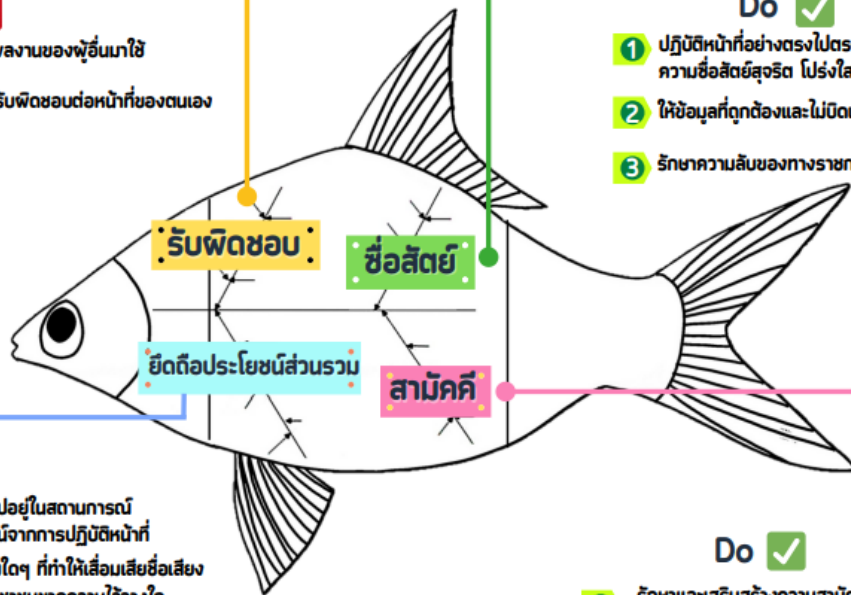 Do
ลงานของผู้อื่นมาใช้
รับผิดชอบต่อหน้าที่ของตนเอง
1 ปฏิบัติหน้าที่อย่างตรงไปตร
ความซื่อสัตย์สุจริต โปร่งใส
2 ให้ข้อมูลที่ถูกต้องและไม่บิด
3 รักษาความลับของทางราชก
รับผิดชอบ
ซื่อสัตย์
ยึดถือประโยชน์ส่วนรวม
สามัคคี
ปอยู่ในสถานการณ์
น์จากการปฏิบัติหน้าที่
ใดๆ ที่ทำให้เสื่อมเสียชื่อเสียง
Do